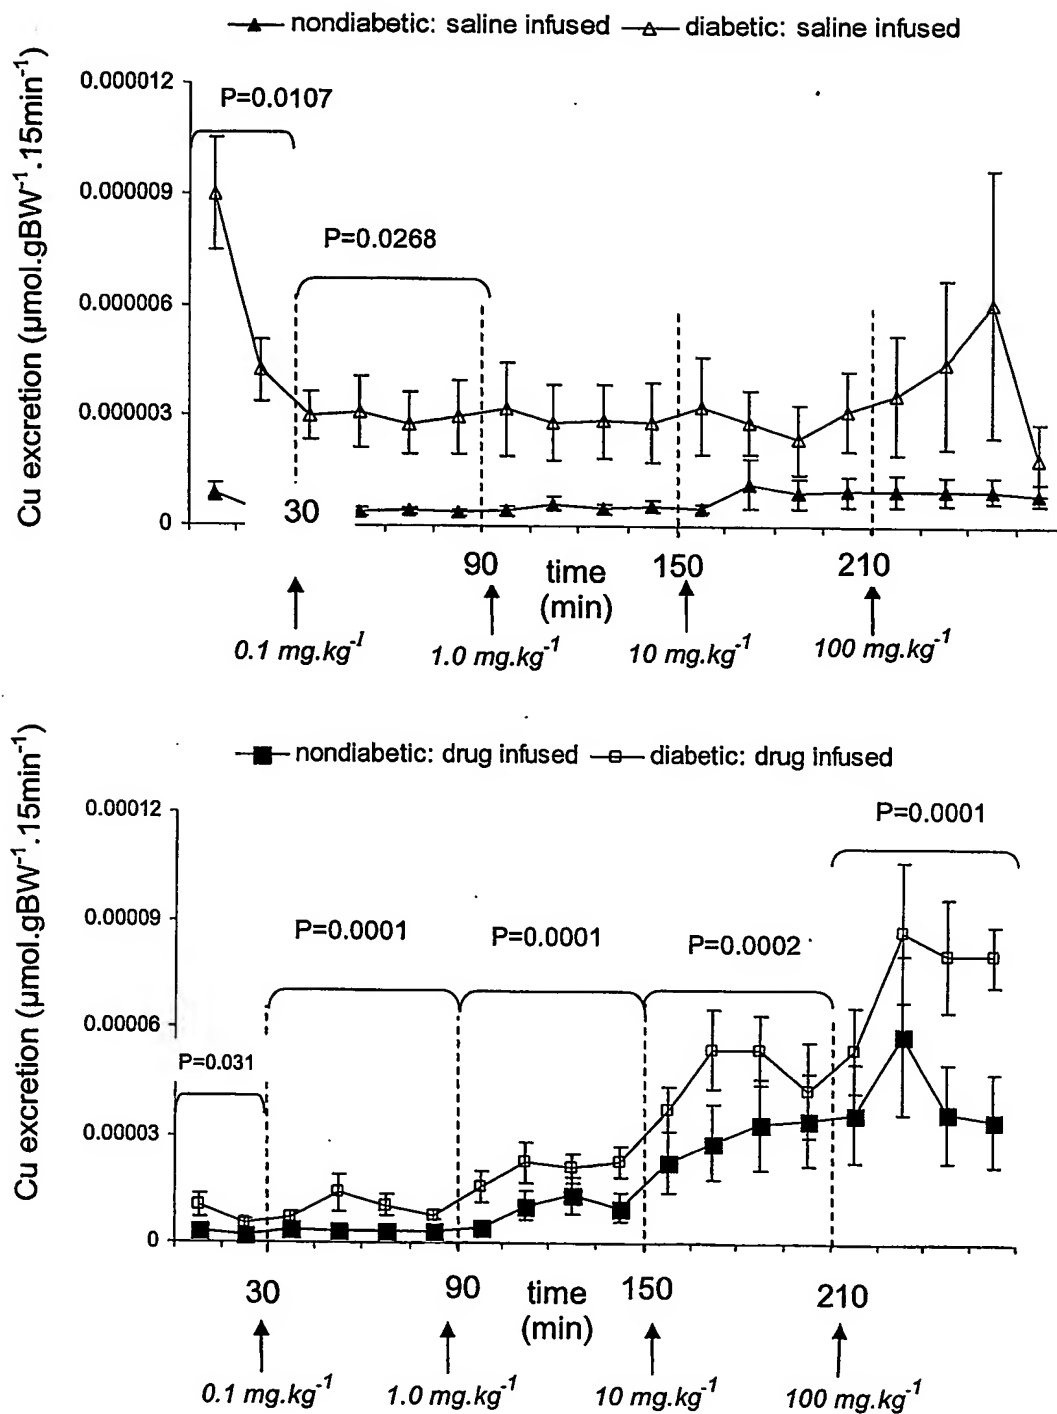 nondiabetic: saline infused diabetic: saline infused
Cu excretion (µmol.gBW⁻¹.15min⁻¹)
0.000012
P=0.0107
0.000009
P=0.0268
0.000006
0.000003
0
30
90
time
(min)
150
210
0.1 mg.kg⁻¹
1.0 mg.kg⁻¹
10 mg.kg⁻¹
100 mg.kg⁻¹
nondiabetic: drug infused diabetic: drug infused
Cu excretion (µmol.gBW⁻¹.15min⁻¹)
0.00012
P=0.0001
0.00009
P=0.0001
P=0.0001
P=0.0002
0.00006
P=0.031
0.00003
0
30
90
time
(min)
150
210
0.1 mg.kg⁻¹
1.0 mg.kg⁻¹
10 mg.kg⁻¹
100 mg.kg⁻¹